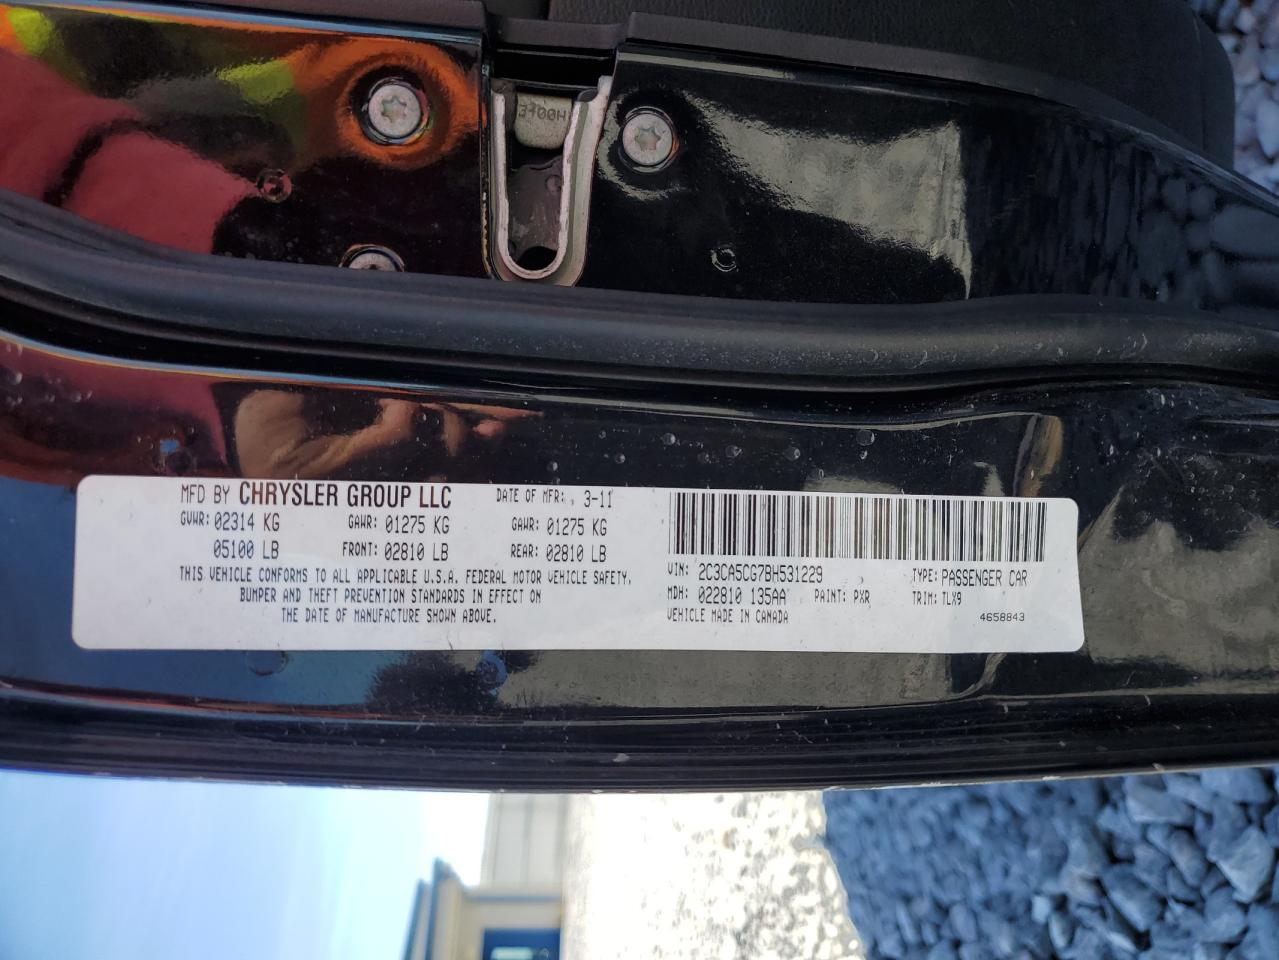 3400H
MFD BY CHRYSLER GROUP LLC DATE OF MFR: 3-11
GVWR: 02314 KG GAWR: 01275 KG GAWR: 01275 KG
05100 LB FRONT: 02810 LB REAR: 02810 LB
THIS VEHICLE CONFORMS TO ALL APPLICABLE U.S.A. FEDERAL MOTOR VEHICLE SAFETY,
BUMPER AND THEFT PREVENTION STANDARDS IN EFFECT ON
THE DATE OF MANUFACTURE SHOWN ABOVE.
VIN: 2C3CA5CG7BH531229 TYPE: PASSENGER CAR
MDH: 022810 135AA PAINT: PXR TRIM: TLX9
VEHICLE MADE IN CANADA 4658843